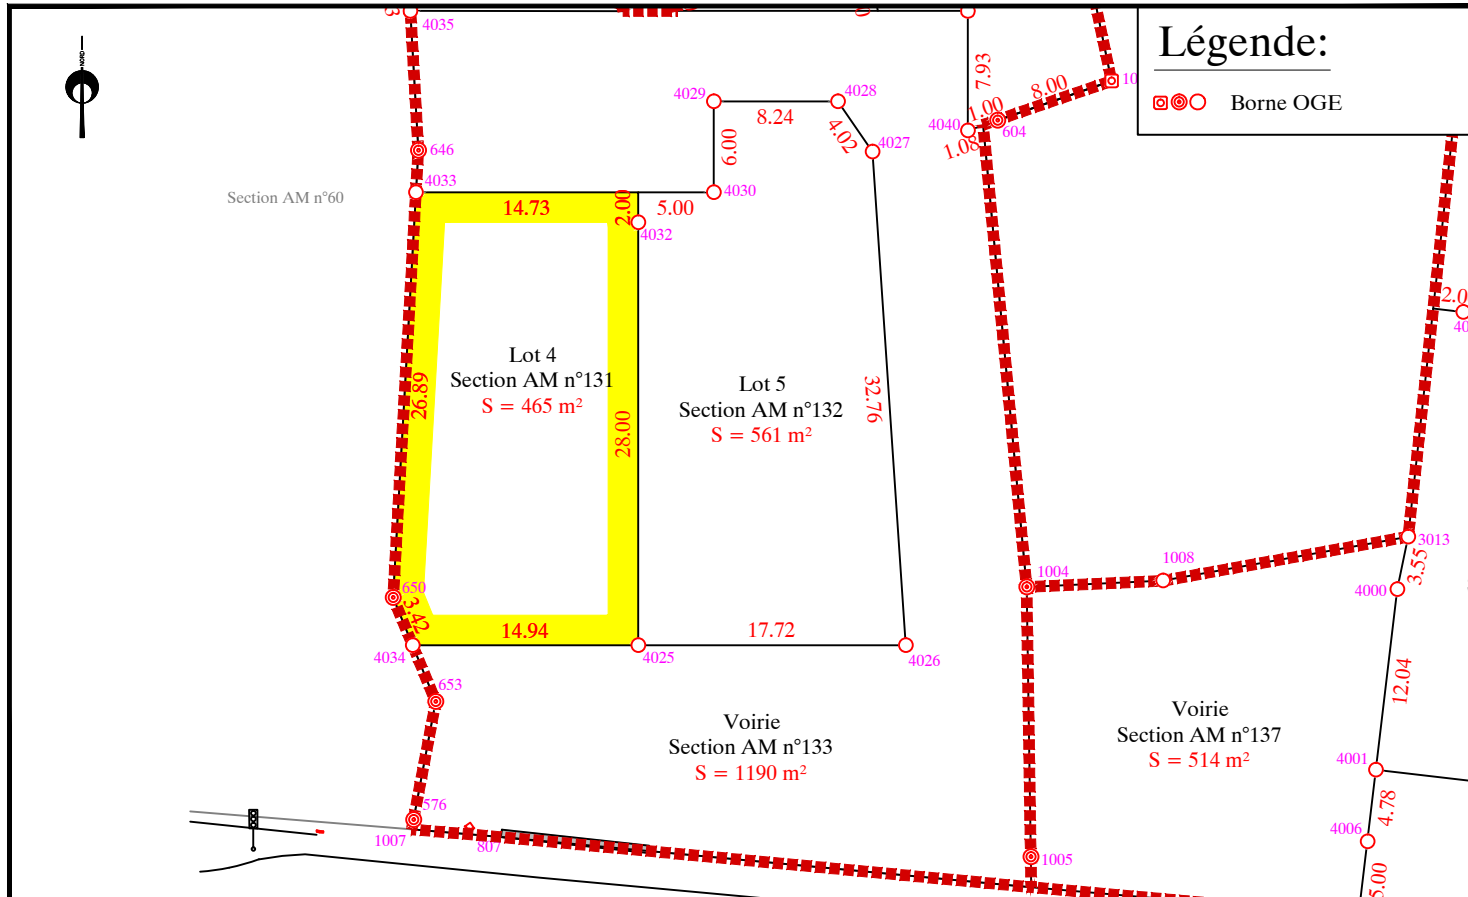 4035
Légende:
Borne OGE
NORD
7.93
8.00
1.00
4040
604
1.08
4029
4028
8.24
4.02
6.00
4027
646
4033
Section AM n°60
14.73
2.00
5.00
4030
4032
Lot 4
Section AM n°131
S = 465 m²
26.89
28.00
Lot 5
Section AM n°132
S = 561 m²
32.76
650
3.42
14.94
17.72
4034
4025
4026
653
1004
1008
3013
3.55
4000
12.04
Voirie
Section AM n°133
S = 1190 m²
Voirie
Section AM n°137
S = 514 m²
4001
4.78
4006
5.00
576
1007
807
1005